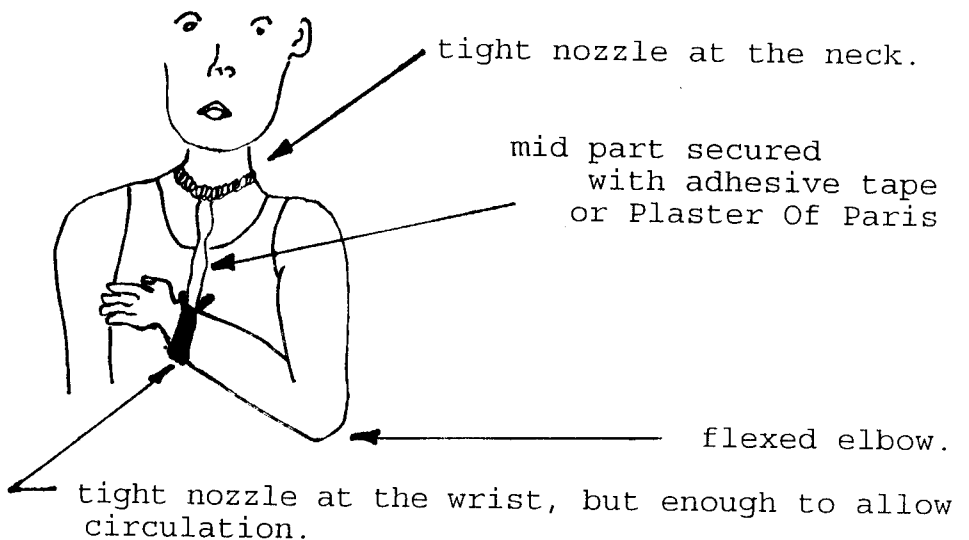 tight nozzle at the neck.
mid part secured
with adhesive tape
or Plaster Of Paris
flexed elbow.
tight nozzle at the wrist, but enough to allow
circulation.